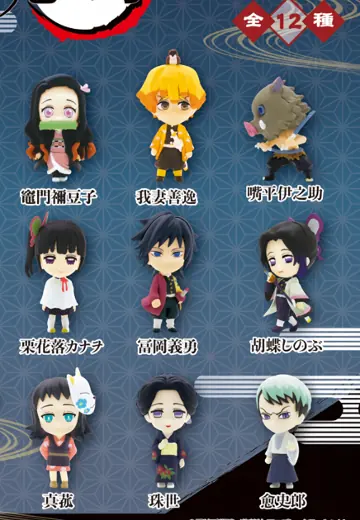 全12種
竈門禰豆子
我妻善逸
嘴平伊之助
栗花落カナヲ
冨岡義勇
胡蝶しのぶ
真菰
珠世
愈史郎